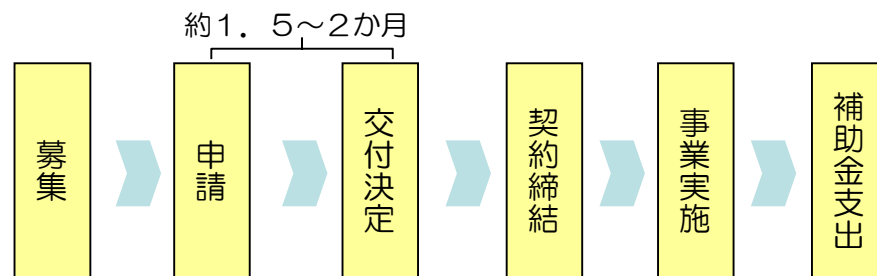 約1．5～2か月
募集
申請
交付決定
契約締結
事業実施
補助金支出